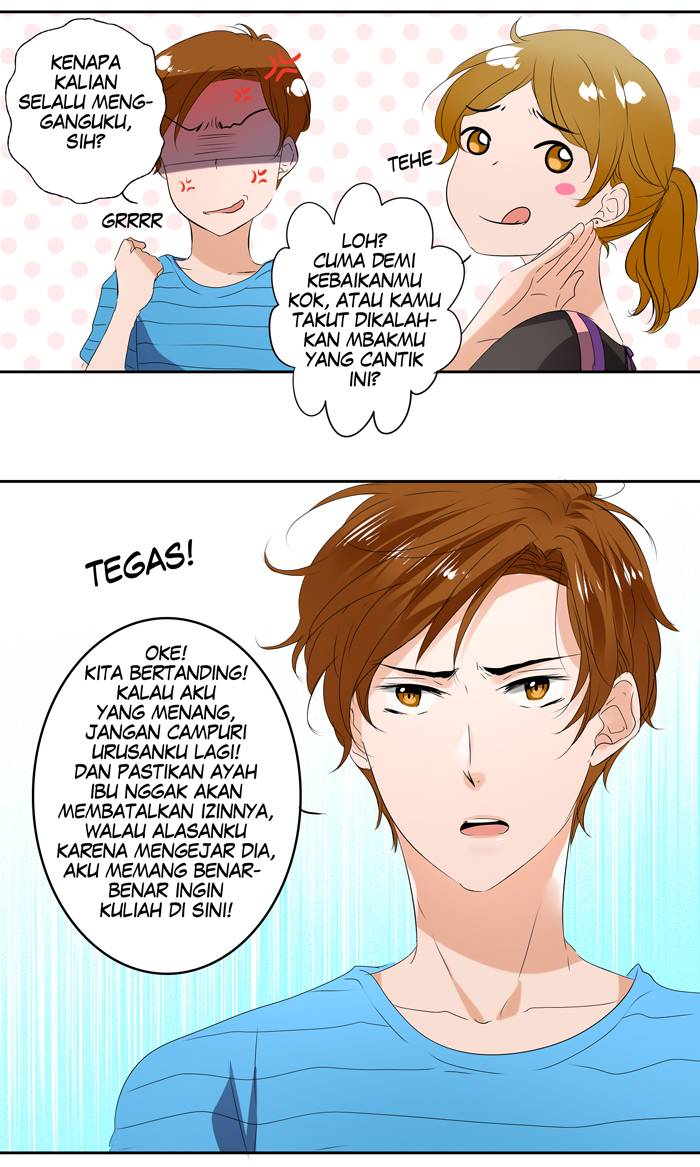 KENAPA
KALIAN
SELALU MENG-
GANGUKU,
SIH?
GRRRR
TEHE
LOH?
CUMA DEMI
KEBAIKANMU
KOK, ATAU KAMU
TAKUT DIKALAH-
KAN MBAKMU
YANG CANTIK
INI?
TEGAS!
OKE!
KITA BERTANDING!
KALAU AKU
YANG MENANG,
JANGAN CAMPURI
URUSANKU LAGI!
DAN PASTIKAN AYAH
IBU NGGAK AKAN
MEMBATALKAN IZINNYA,
WALAU ALASANKU
KARENA MENGEJAR DIA,
AKU MEMANG BENAR-
BENAR INGIN
KULIAH DI SINI!